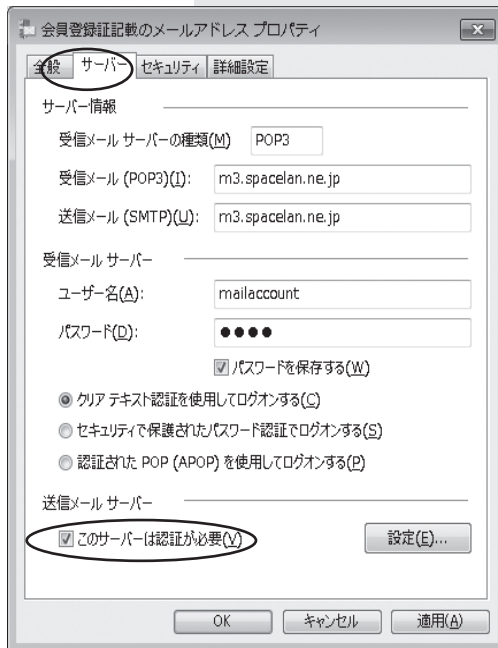 会員登録証記載のメールアドレス プロパティ
全般 サーバー セキュリティ 詳細設定
サーバー情報
受信メール サーバーの種類(M) POP3
受信メール (POP3)(I): m3.spacelan.ne.jp
送信メール (SMTP)(U): m3.spacelan.ne.jp
受信メール サーバー
ユーザー名(A): mailaccount
パスワード(D): ●●●●
パスワードを保存する(W)
クリア テキスト認証を使用してログオンする(C)
セキュリティで保護されたパスワード認証でログオンする(S)
認証された POP (APOP) を使用してログオンする(P)
送信メール サーバー
このサーバーは認証が必要(V) 設定(E)...
OK キャンセル 適用(A)